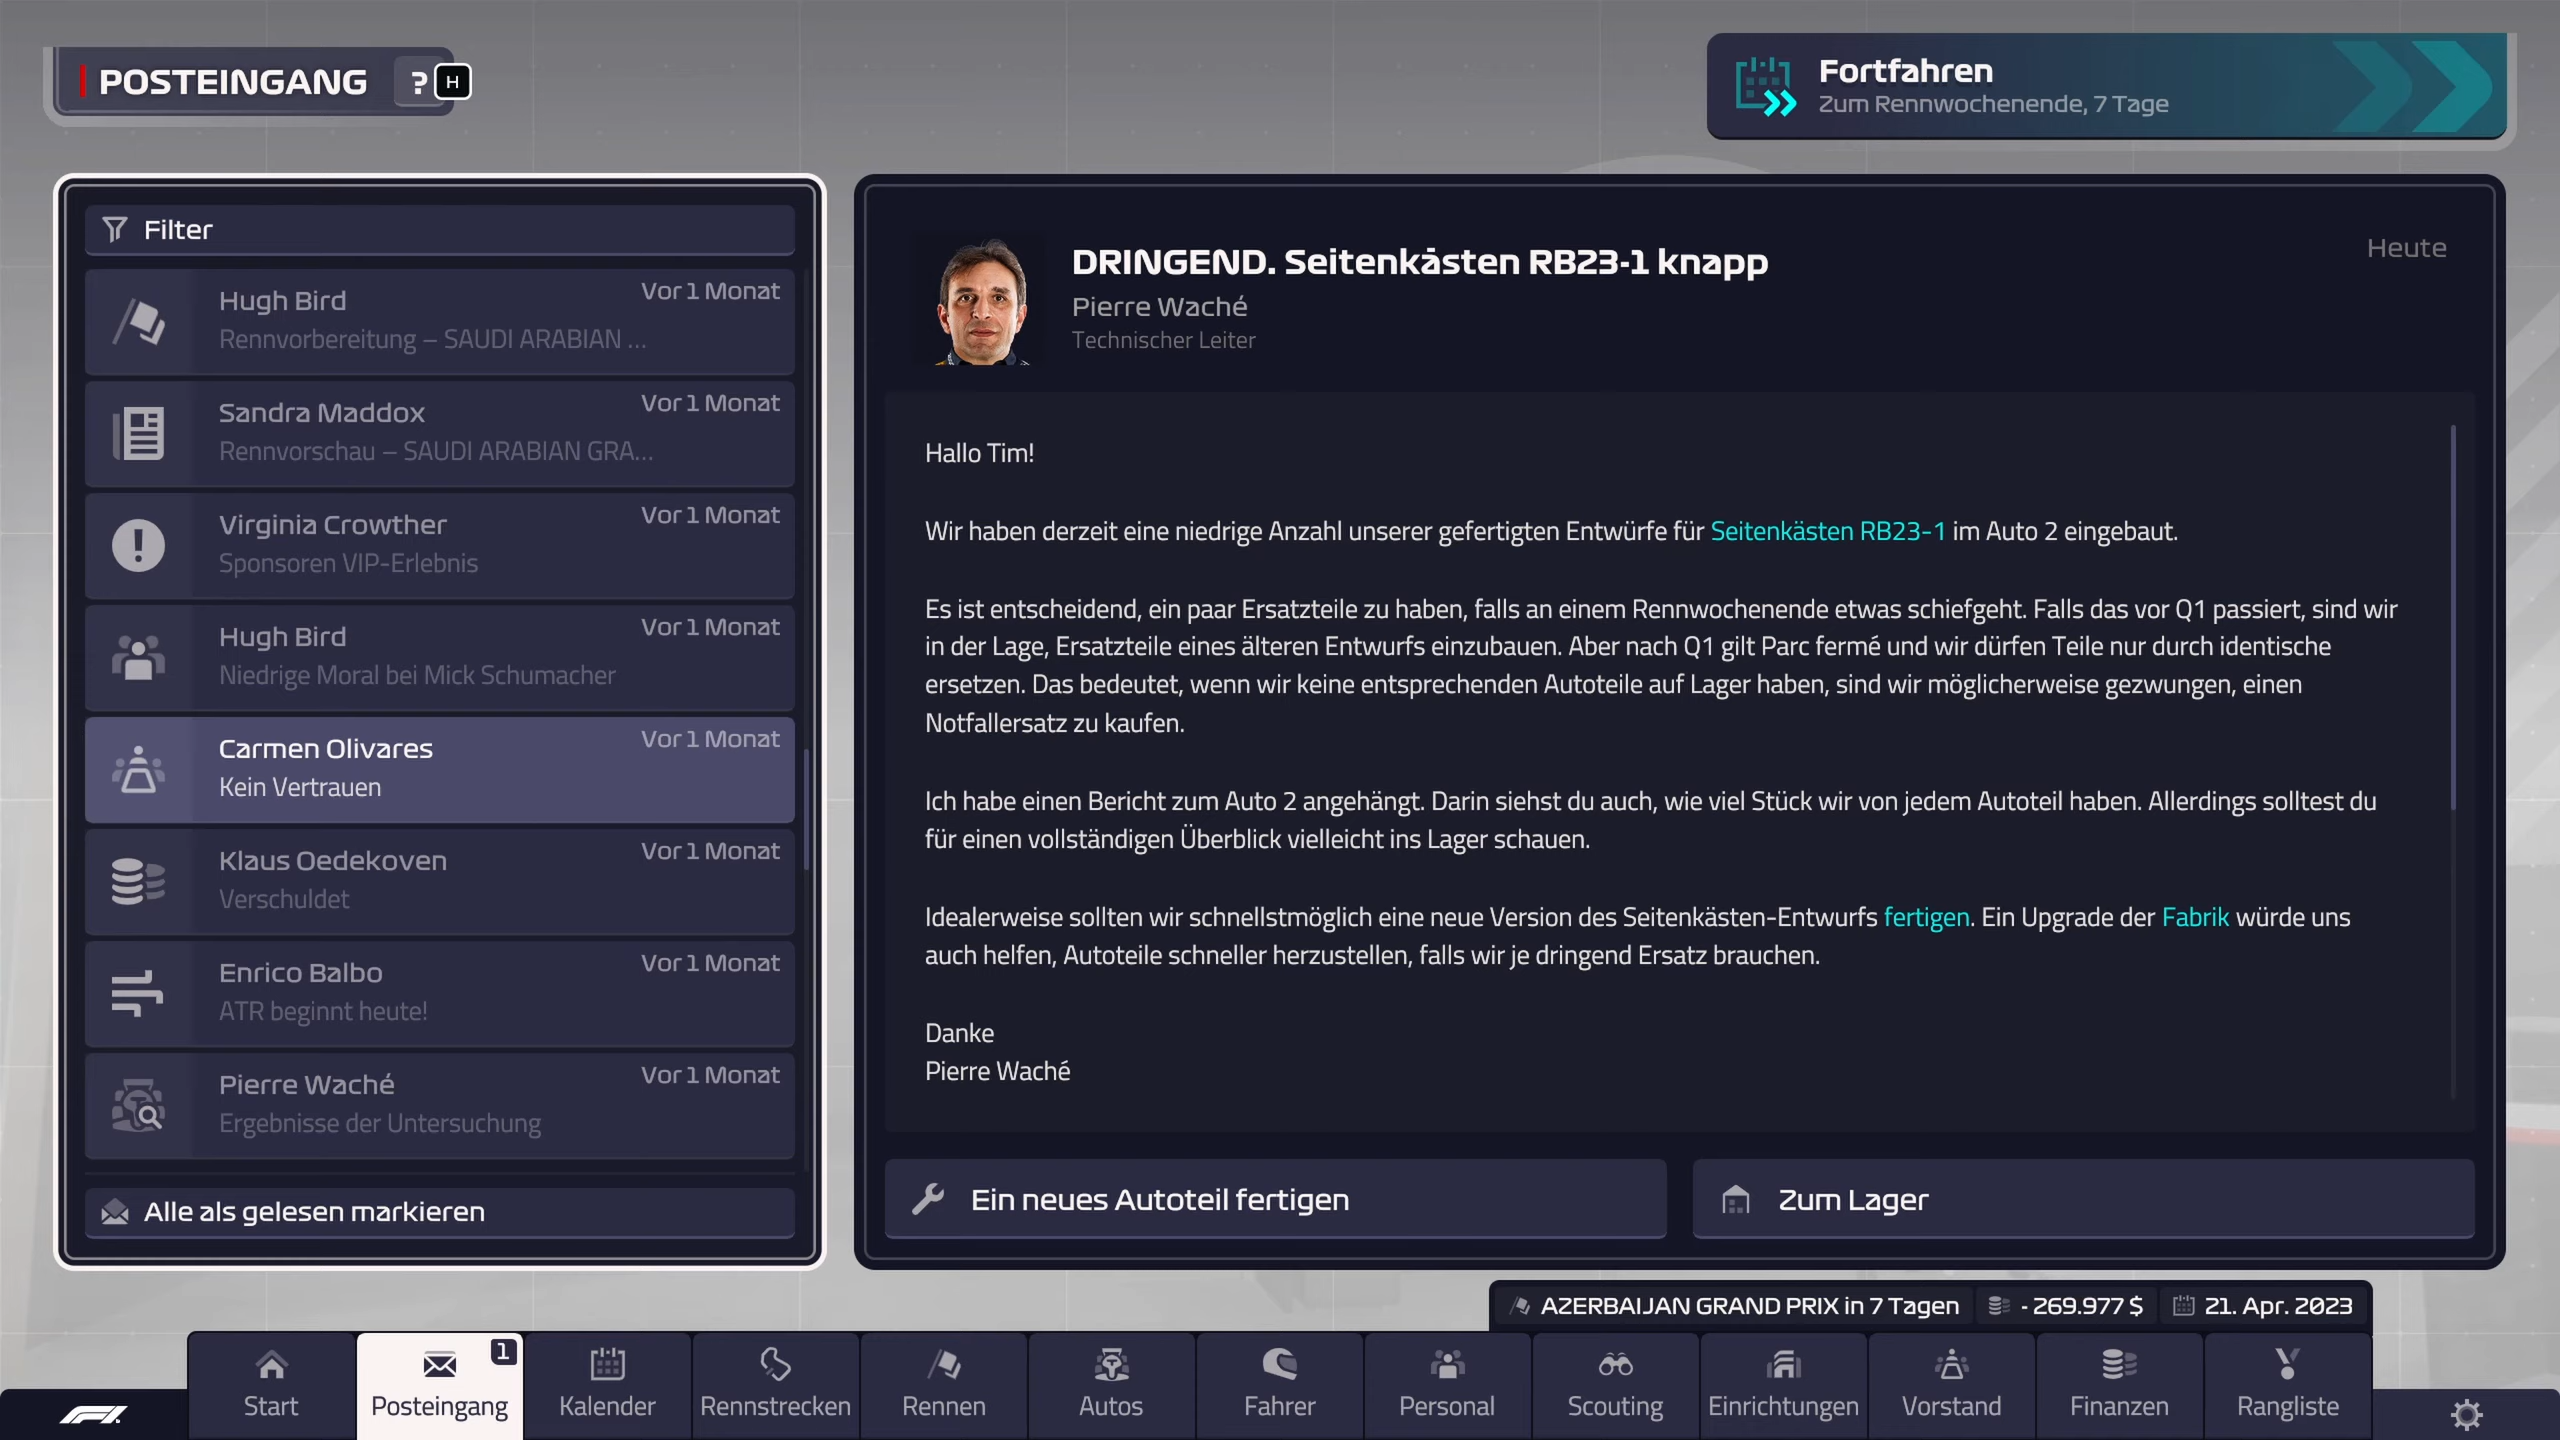 POSTEINGANG
? H
Fortfahren
Zum Rennwochenende, 7 Tage
Filter
Hugh Bird
Vor 1 Monat
Rennvorbereitung – SAUDI ARABIAN ...
Sandra Maddox
Vor 1 Monat
Rennvorschau – SAUDI ARABIAN GRA...
Virginia Crowther
Vor 1 Monat
Sponsoren VIP-Erlebnis
Hugh Bird
Vor 1 Monat
Niedrige Moral bei Mick Schumacher
Carmen Olivares
Vor 1 Monat
Kein Vertrauen
Klaus Oedekoven
Vor 1 Monat
Verschuldet
Enrico Balbo
Vor 1 Monat
ATR beginnt heute!
Pierre Waché
Vor 1 Monat
Ergebnisse der Untersuchung
Alle als gelesen markieren
DRINGEND. Seitenkästen RB23-1 knapp
Heute
Pierre Waché
Technischer Leiter
Hallo Tim!
Wir haben derzeit eine niedrige Anzahl unserer gefertigten Entwürfe für Seitenkästen RB23-1 im Auto 2 eingebaut.
Es ist entscheidend, ein paar Ersatzteile zu haben, falls an einem Rennwochenende etwas schiefgeht. Falls das vor Q1 passiert, sind wir
in der Lage, Ersatzteile eines älteren Entwurfs einzubauen. Aber nach Q1 gilt Parc fermé und wir dürfen Teile nur durch identische
ersetzen. Das bedeutet, wenn wir keine entsprechenden Autoteile auf Lager haben, sind wir möglicherweise gezwungen, einen
Notfallersatz zu kaufen.
Ich habe einen Bericht zum Auto 2 angehängt. Darin siehst du auch, wie viel Stück wir von jedem Autoteil haben. Allerdings solltest du
für einen vollständigen Überblick vielleicht ins Lager schauen.
Idealerweise sollten wir schnellstmöglich eine neue Version des Seitenkästen-Entwurfs fertigen. Ein Upgrade der Fabrik würde uns
auch helfen, Autoteile schneller herzustellen, falls wir je dringend Ersatz brauchen.
Danke
Pierre Waché
Ein neues Autoteil fertigen
Zum Lager
AZERBAIJAN GRAND PRIX in 7 Tagen
- 269.977 $
21. Apr. 2023
F1
Start
Posteingang
1
Kalender
Rennstrecken
Rennen
Autos
Fahrer
Personal
Scouting
Einrichtungen
Vorstand
Finanzen
Rangliste